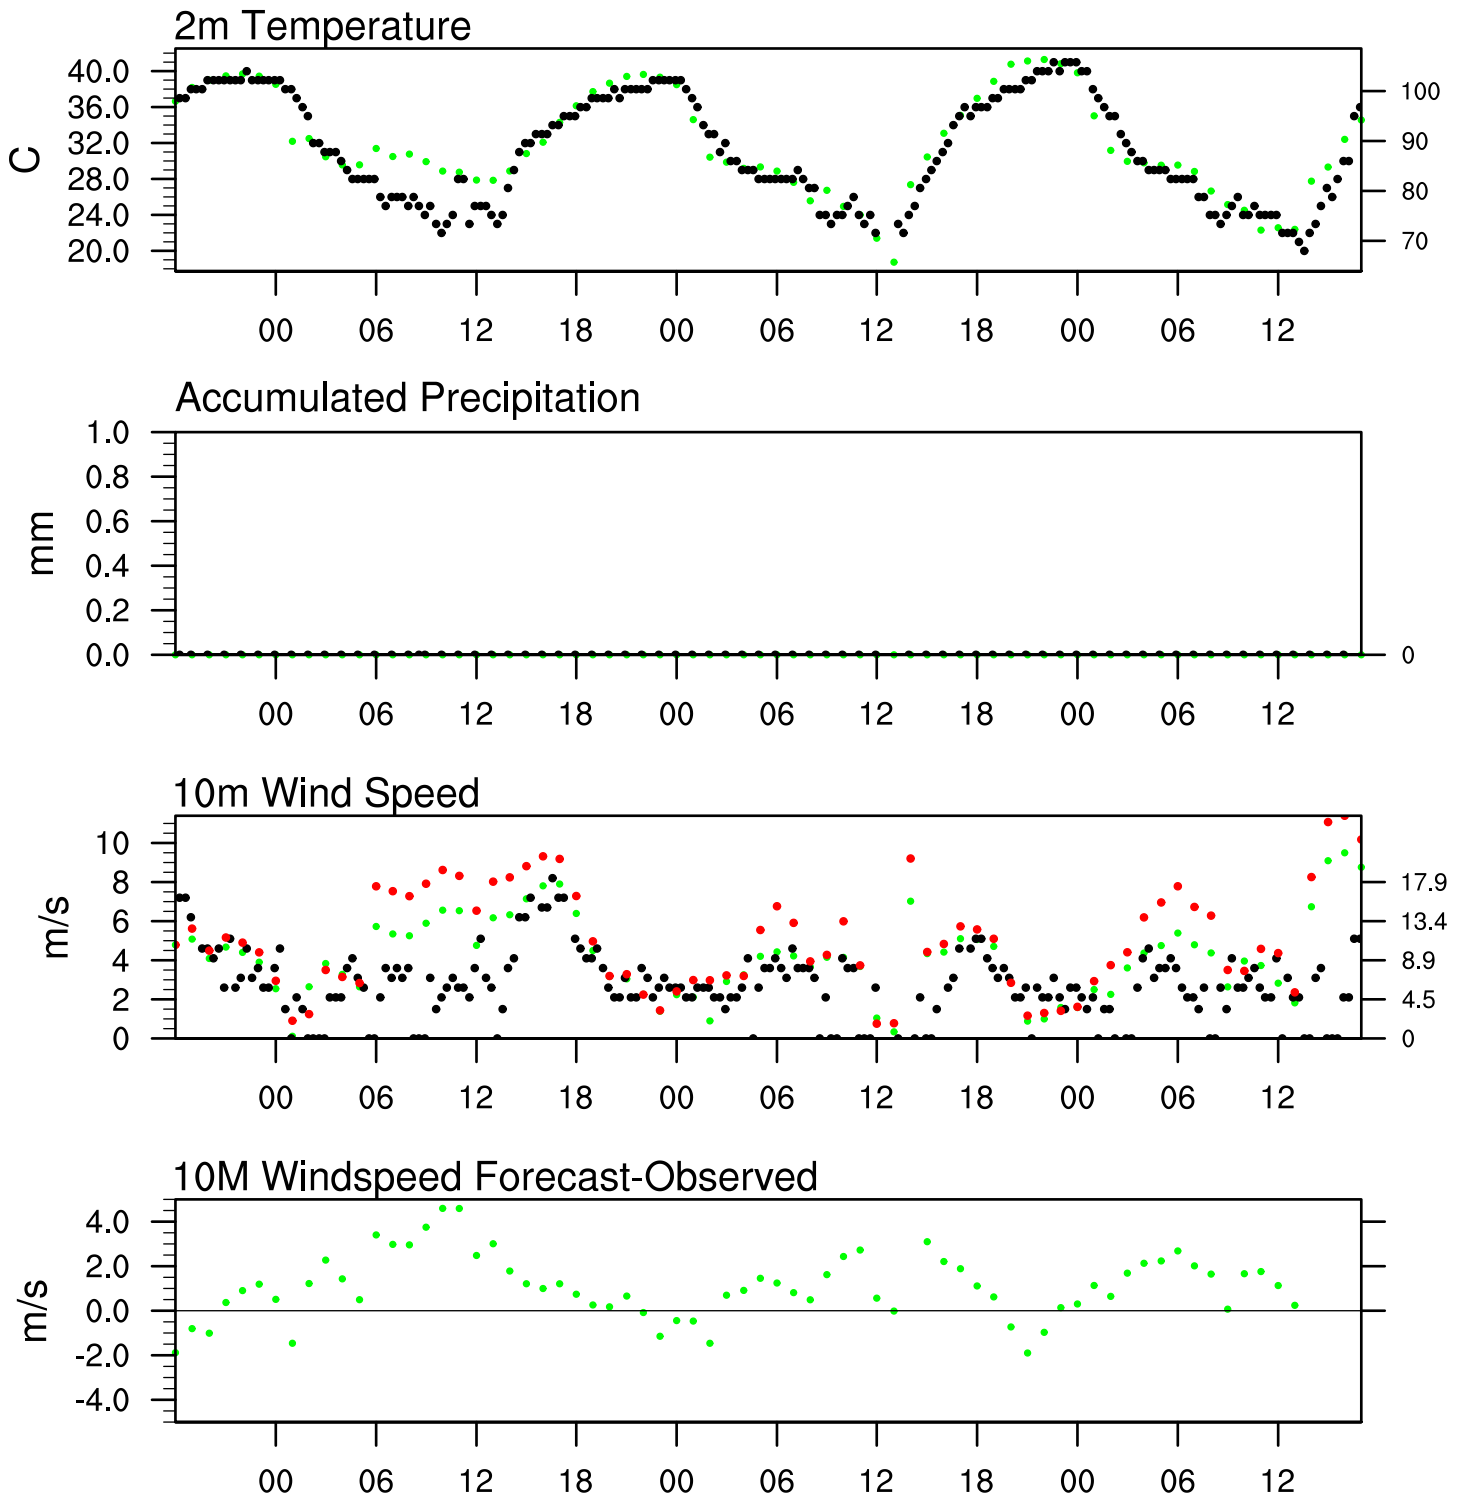 2m Temperature
40.0
36.0
32.0
28.0
24.0
20.0
C
100
90
80
70
00 06 12 18 00 06 12 18 00 06 12
Accumulated Precipitation
1.0
0.8
0.6
0.4
0.2
0.0
mm
0
00 06 12 18 00 06 12 18 00 06 12
10m Wind Speed
10
8
6
4
2
0
m/s
17.9
13.4
8.9
4.5
0
00 06 12 18 00 06 12 18 00 06 12
10M Windspeed Forecast-Observed
4.0
2.0
0.0
-2.0
-4.0
m/s
00 06 12 18 00 06 12 18 00 06 12